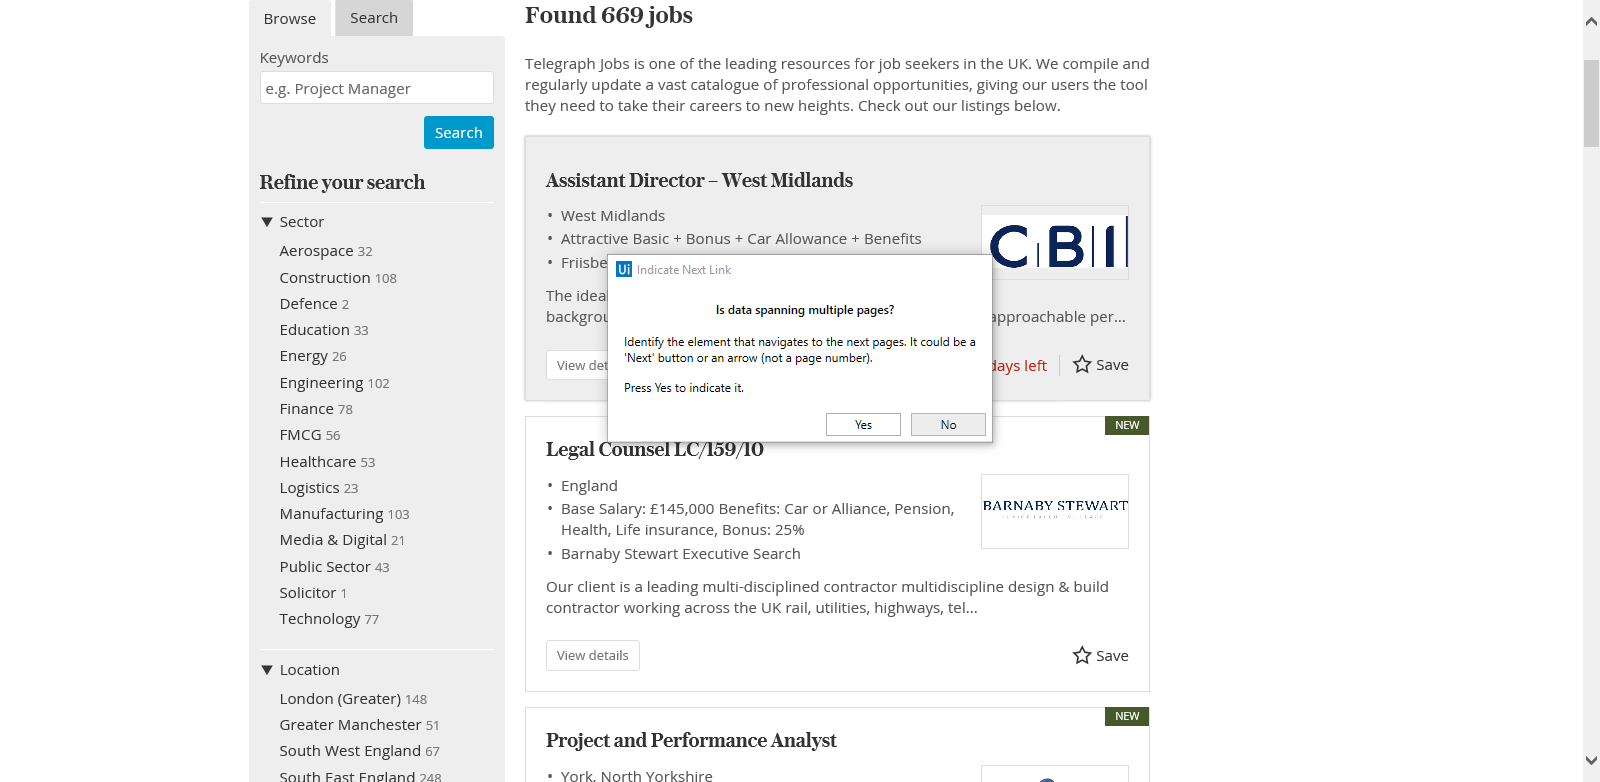 Browse
Search
Keywords
e.g. Project Manager
Search
Refine your search
Sector
Aerospace 32
Construction 108
Defence 2
Education 33
Energy 26
Engineering 102
Finance 78
FMCG 56
Healthcare 53
Logistics 23
Manufacturing 103
Media & Digital 21
Public Sector 43
Solicitor 1
Technology 77
Location
London (Greater) 148
Greater Manchester 51
South West England 67
South East England 248
Found 669 jobs
Telegraph Jobs is one of the leading resources for job seekers in the UK. We compile and
regularly update a vast catalogue of professional opportunities, giving our users the tool
they need to take their careers to new heights. Check out our listings below.
Assistant Director – West Midlands
• West Midlands
• Attractive Basic + Bonus + Car Allowance + Benefits
• Friisbe
CBI
The idea
backgrou
approachable per...
View det
days left
Save
Ui Indicate Next Link
Is data spanning multiple pages?
Identify the element that navigates to the next pages. It could be a
'Next' button or an arrow (not a page number).
Press Yes to indicate it.
Yes
No
NEW
Legal Counsel LC/159/10
• England
• Base Salary: £145,000 Benefits: Car or Alliance, Pension,
Health, Life insurance, Bonus: 25%
• Barnaby Stewart Executive Search
BARNABY STEWART
Our client is a leading multi-disciplined contractor multidiscipline design & build
contractor working across the UK rail, utilities, highways, tel...
View details
Save
NEW
Project and Performance Analyst
• York, North Yorkshire